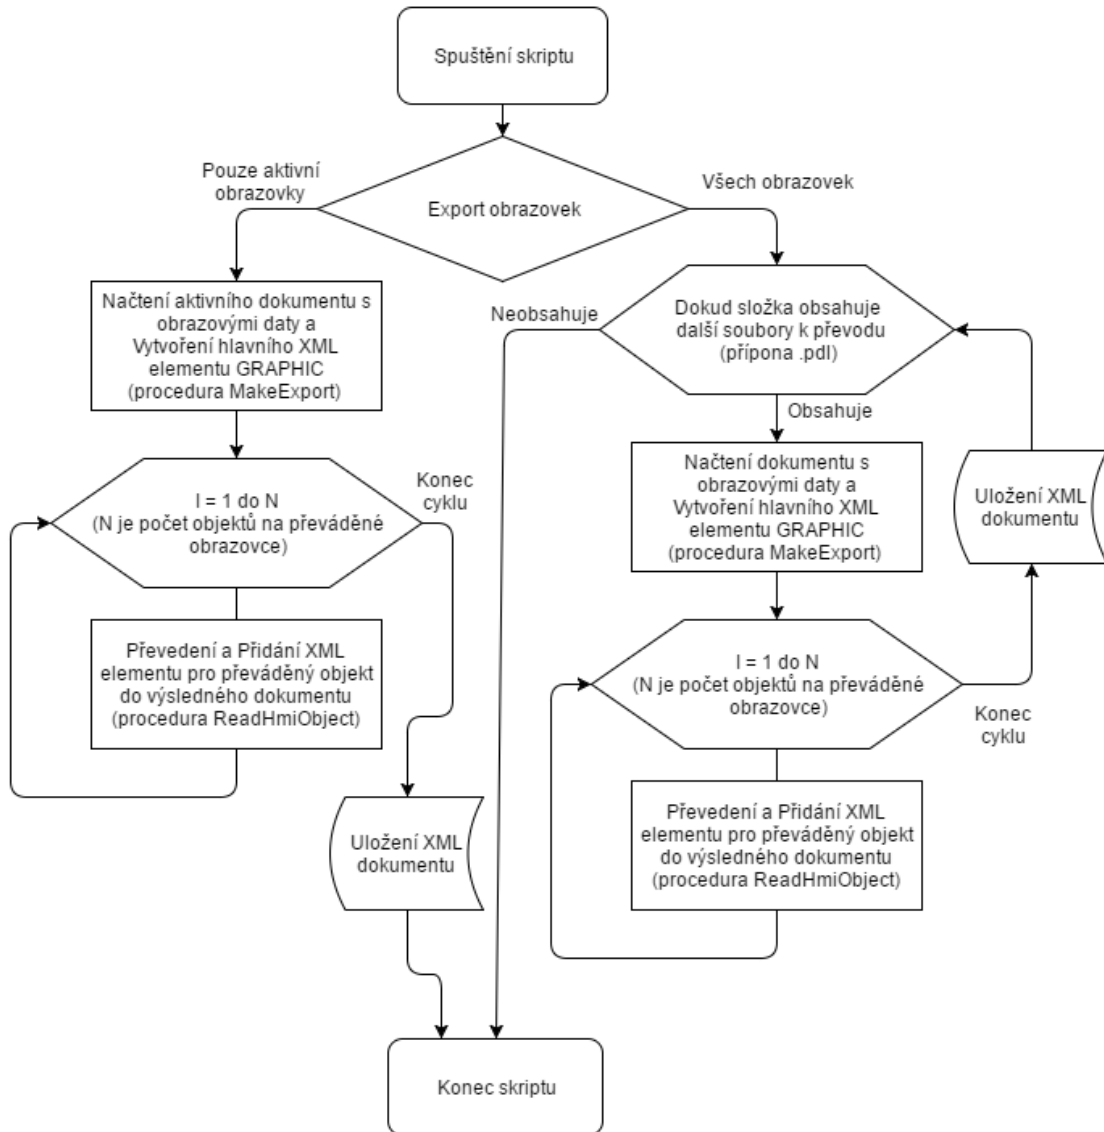 Spuštění skriptu
Pouze aktivní
obrazovky
Export obrazovek
Všech obrazovek
Načtení aktivního dokumentu s
obrazovými daty a
Vytvoření hlavního XML
elementu GRAPHIC
(procedura MakeExport)
Neobsahuje
Dokud složka obsahuje
další soubory k převodu
(přípona .pdl)
Obsahuje
I = 1 do N
(N je počet objektů na převáděné
obrazovce)
Konec
cyklu
Načtení dokumentu s
obrazovými daty a
Vytvoření hlavního XML
elementu GRAPHIC
(procedura MakeExport)
Uložení XML
dokumentu
Převedení a Přidání XML
elementu pro převáděný objekt
do výsledného dokumentu
(procedura ReadHmiObject)
I = 1 do N
(N je počet objektů na převáděné
obrazovce)
Konec
cyklu
Uložení XML
dokumentu
Převedení a Přidání XML
elementu pro převáděný objekt
do výsledného dokumentu
(procedura ReadHmiObject)
Konec skriptu